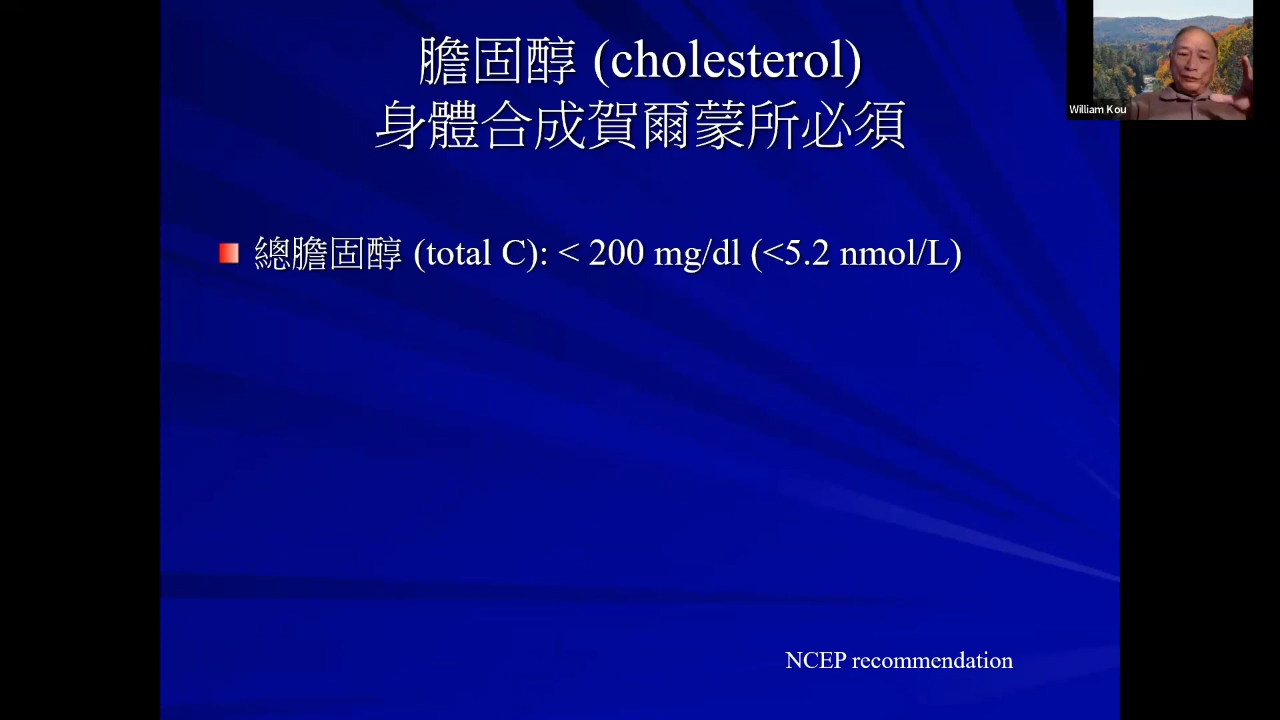 膽固醇 (cholesterol)
身體合成賀爾蒙所必須
總膽固醇 (total C): < 200 mg/dl (<5.2 nmol/L)
NCEP recommendation
William Kou